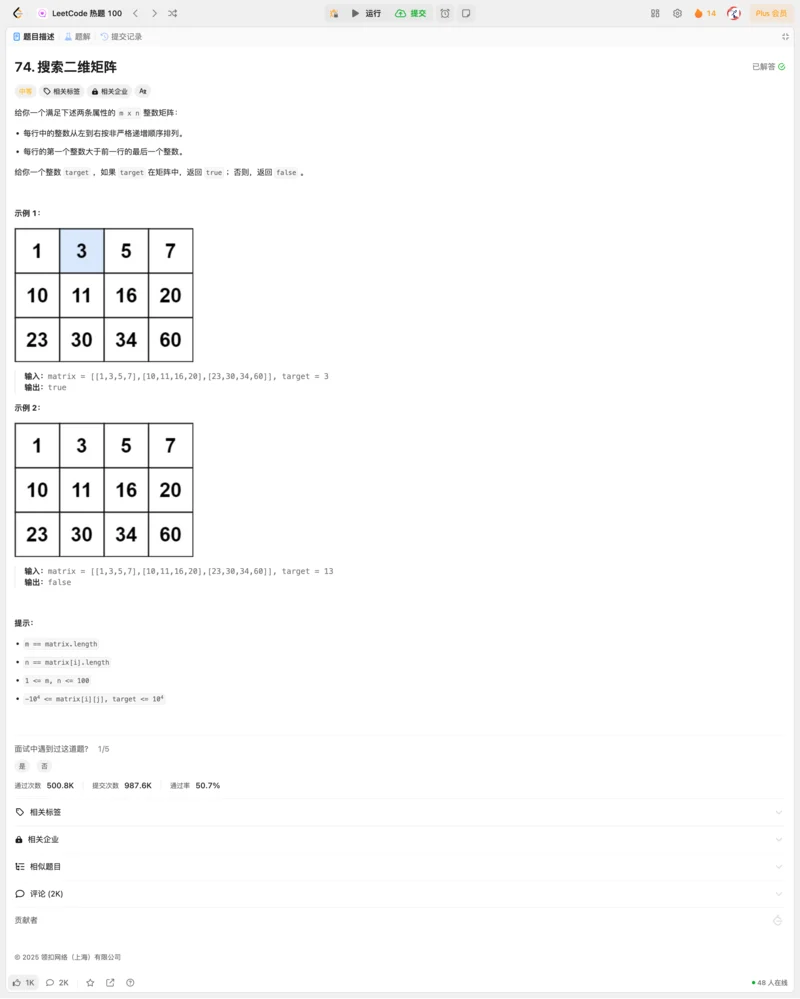 LeetCode 热题 100
运行
提交
14
Plus 会员
题目描述
题解
提交记录
74. 搜索二维矩阵
已解答
中等
相关标签
相关企业
Ax
给你一个满足下述两条属性的 m x n 整数矩阵：
• 每行中的整数从左到右按非严格递增顺序排列。
• 每行的第一个整数大于前一行的最后一个整数。
给你一个整数 target ，如果 target 在矩阵中，返回 true ；否则，返回 false 。
示例 1：
1 3 5 7
10 11 16 20
23 30 34 60
输入：matrix = [[1,3,5,7],[10,11,16,20],[23,30,34,60]], target = 3
输出：true
示例 2：
1 3 5 7
10 11 16 20
23 30 34 60
输入：matrix = [[1,3,5,7],[10,11,16,20],[23,30,34,60]], target = 13
输出：false
提示：
• m == matrix.length
• n == matrix[i].length
• 1 <= m, n <= 100
• -10⁴ <= matrix[i][j], target <= 10⁴
面试中遇到过这道题? 1/5
是
否
通过次数 500.8K
提交次数 987.6K
通过率 50.7%
相关标签
相关企业
相似题目
评论 (2K)
贡献者
© 2025 领扣网络（上海）有限公司
1K
2K
48 人在线